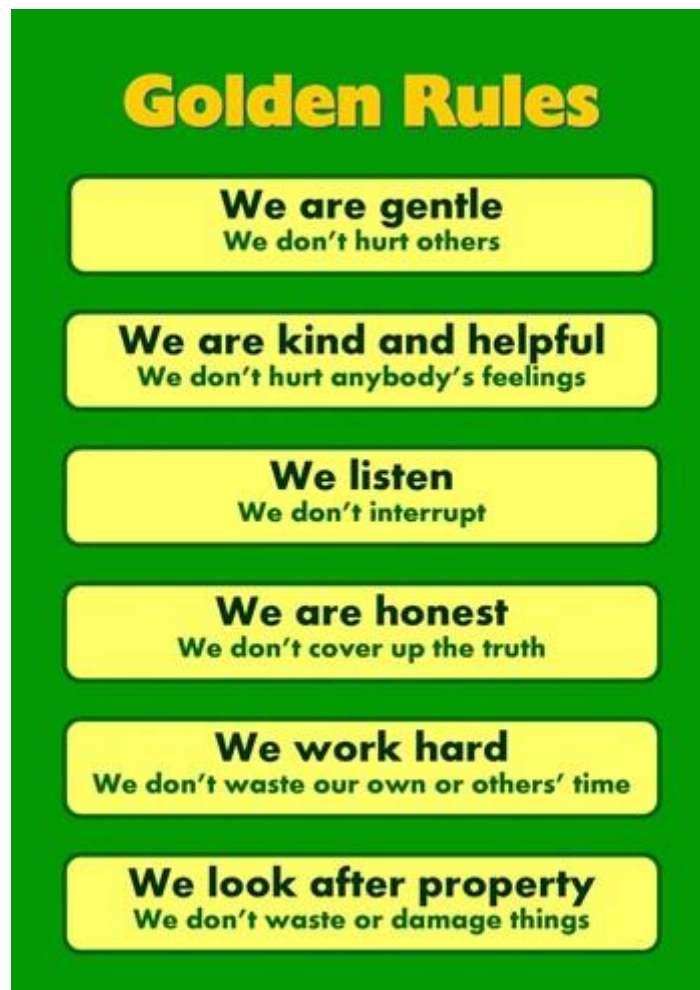 Golden Rules
We are gentle
We don't hurt others
We are kind and helpful
We don't hurt anybody's feelings
We listen
We don't interrupt
We are honest
We don't cover up the truth
We work hard
We don't waste our own or others' time
We look after property
We don't waste or damage things